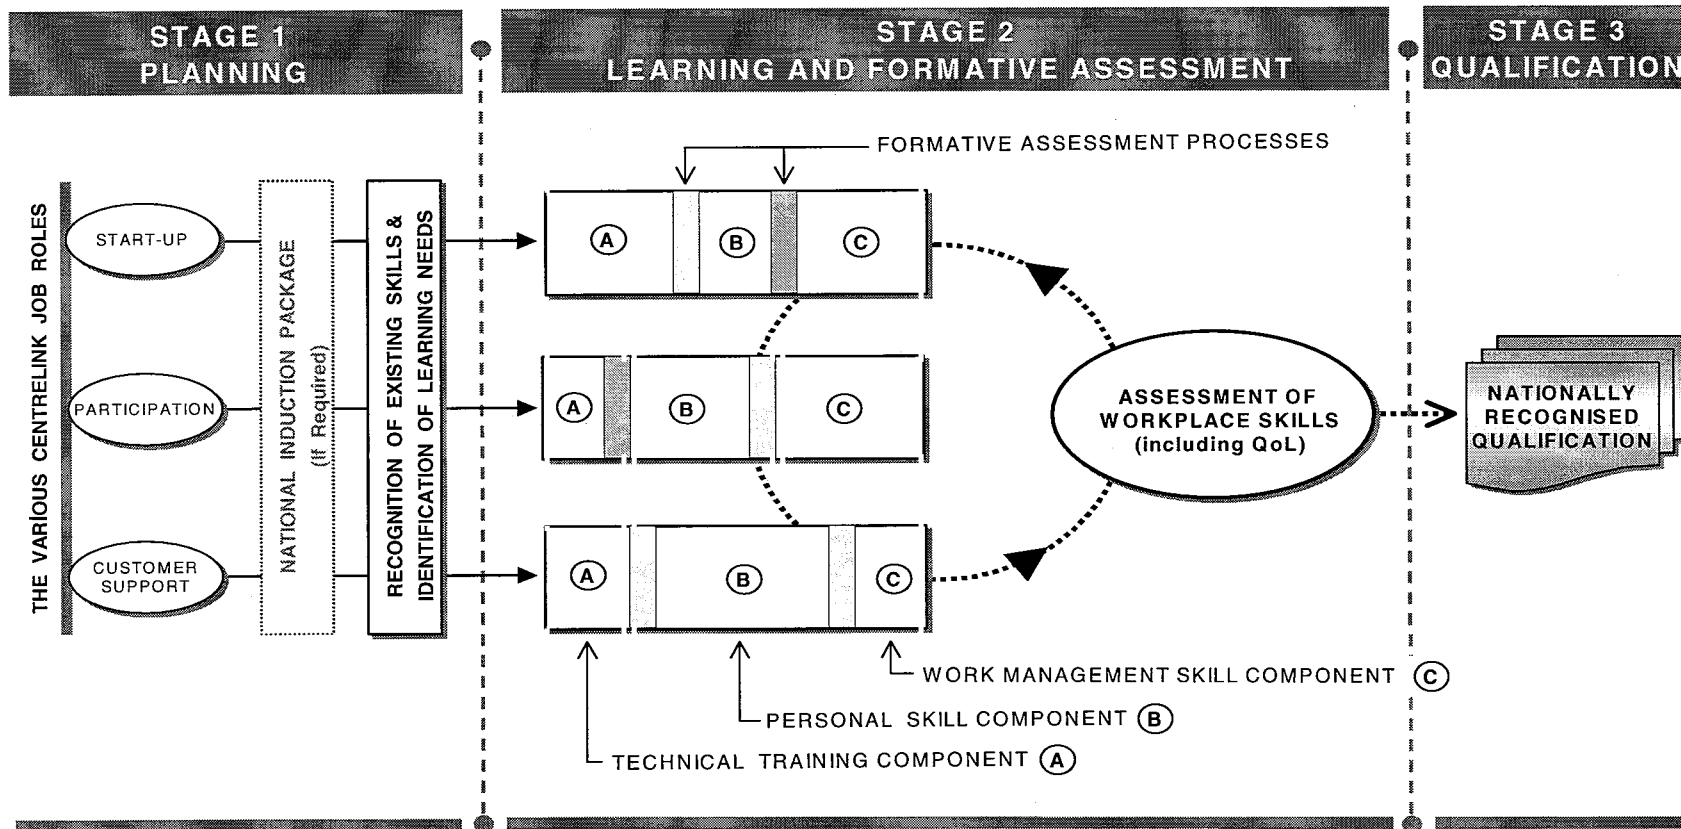 STAGE 1
PLANNING
STAGE 2
LEARNING AND FORMATIVE ASSESSMENT
STAGE 3
QUALIFICATION
FORMATIVE ASSESSMENT PROCESSES
THE VARIOUS CENTRELINK JOB ROLES
START-UP
PARTICIPATION
CUSTOMER
SUPPORT
NATIONAL INDUCTION PACKAGE
(If Required)
RECOGNITION OF EXISTING SKILLS &
IDENTIFICATION OF LEARNING NEEDS
A B C
A B C
A B C
ASSESSMENT OF
WORKPLACE SKILLS
(including QoL)
NATIONALLY
RECOGNISED
QUALIFICATION
WORK MANAGEMENT SKILL COMPONENT C
PERSONAL SKILL COMPONENT B
TECHNICAL TRAINING COMPONENT A